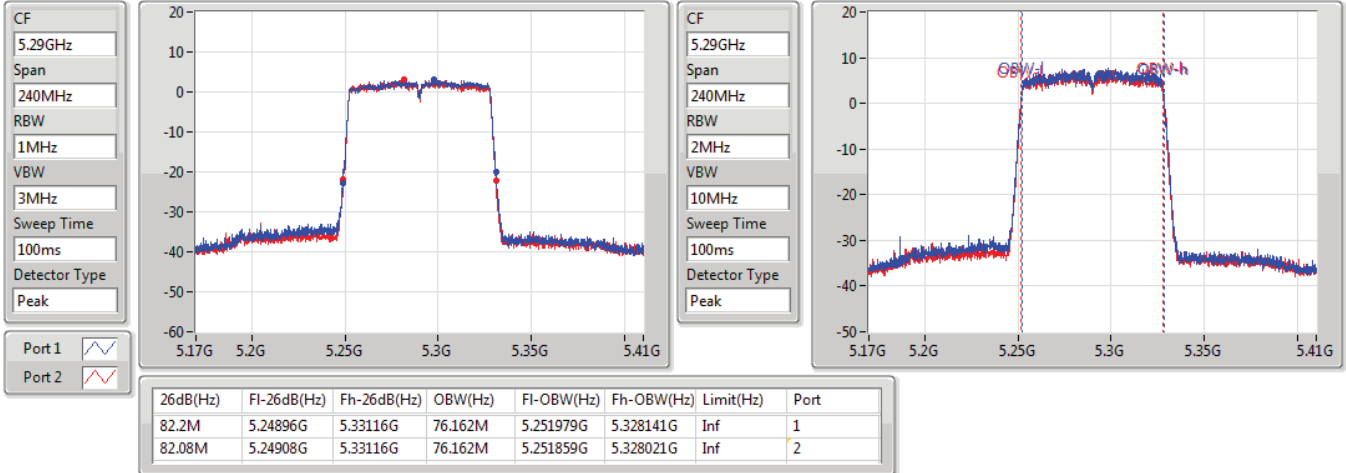 CF
5.29GHz
Span
240MHz
RBW
1MHz
VBW
3MHz
Sweep Time
100ms
Detector Type
Peak
Port 1
Port 2
20
10
0
-10
-20
-30
-40
-50
-60
5.17G 5.2G 5.25G 5.3G 5.35G 5.41G
CF
5.29GHz
Span
240MHz
RBW
2MHz
VBW
10MHz
Sweep Time
100ms
Detector Type
Peak
20
10
0
-10
-20
-30
-40
-50
OBW-l OBW-h
5.17G 5.2G 5.25G 5.3G 5.35G 5.41G
26dB(Hz) Fl-26dB(Hz) Fh-26dB(Hz) OBW(Hz) Fl-OBW(Hz) Fh-OBW(Hz) Limit(Hz) Port
82.2M 5.24896G 5.33116G 76.162M 5.251979G 5.328141G Inf 1
82.08M 5.24908G 5.33116G 76.162M 5.251859G 5.328021G Inf 2